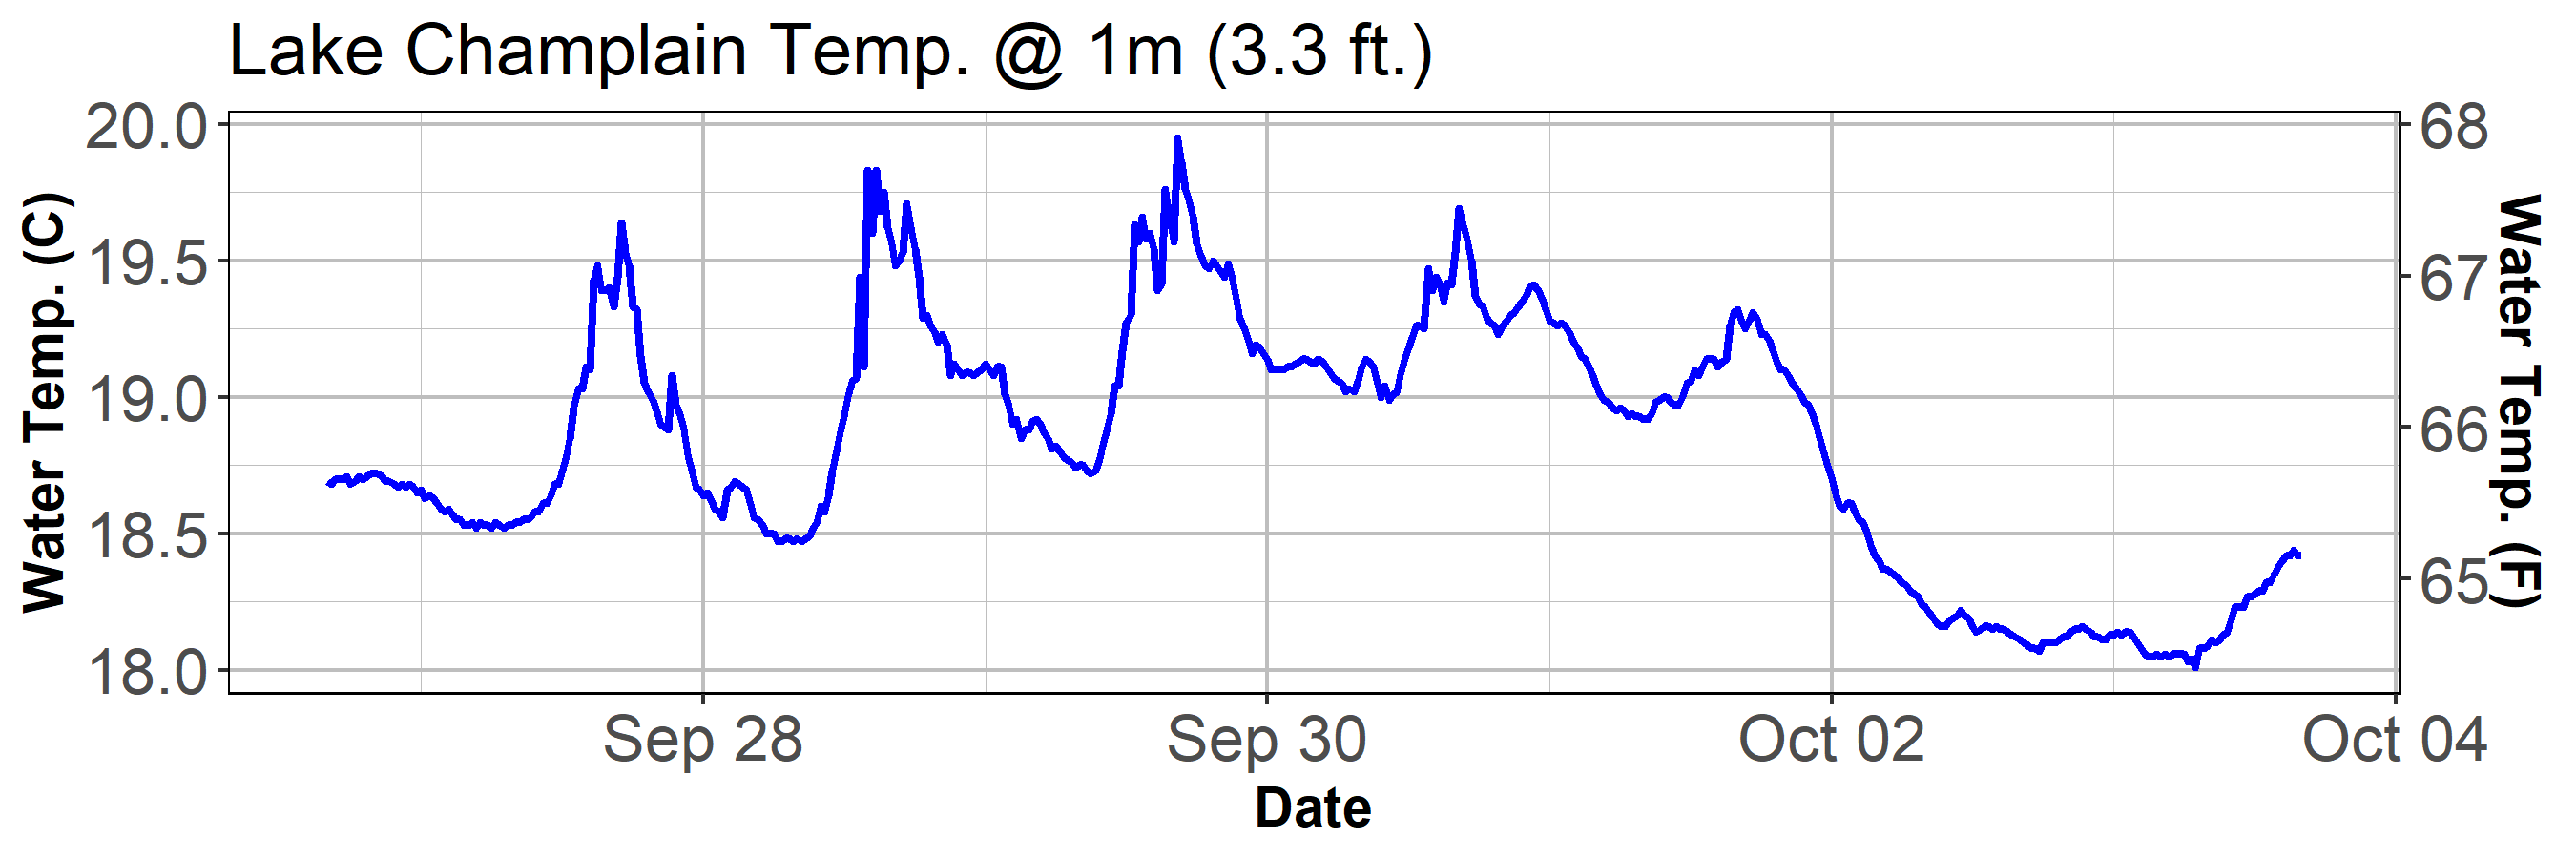 Lake Champlain Temp. @ 1m (3.3 ft.)
Water Temp. (C)
20.0
19.5
19.0
18.5
18.0
68
67
66
65
Water Temp. (F)
Sep 28
Sep 30
Oct 02
Oct 04
Date